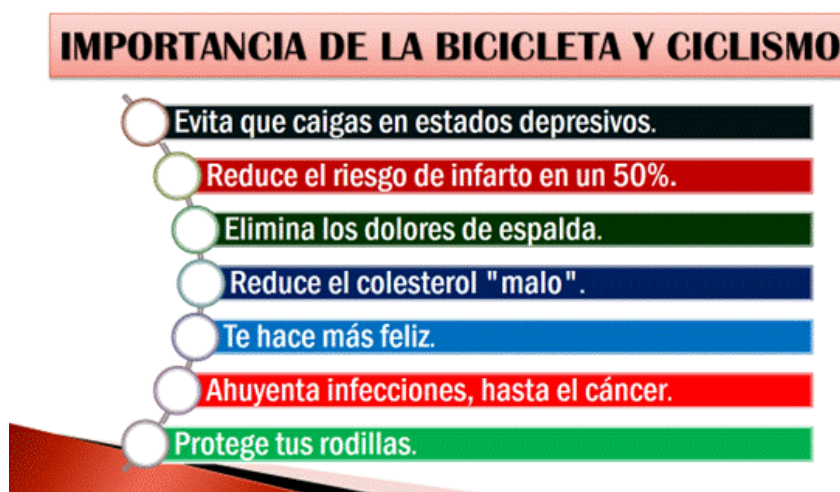 IMPORTANCIA DE LA BICICLETA Y CICLISMO
Evita que caigas en estados depresivos.
Reduce el riesgo de infarto en un 50%.
Elimina los dolores de espalda.
Reduce el colesterol "malo".
Te hace más feliz.
Ahuyenta infecciones, hasta el cáncer.
Protege tus rodillas.